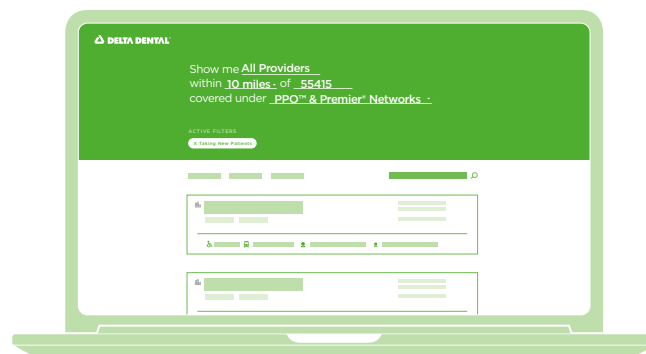 DELTA DENTAL®
Show me All Providers
within 10 miles of 55415
covered under PPO™ & Premier® Networks
ACTIVE FILTERS
X Taking New Patients